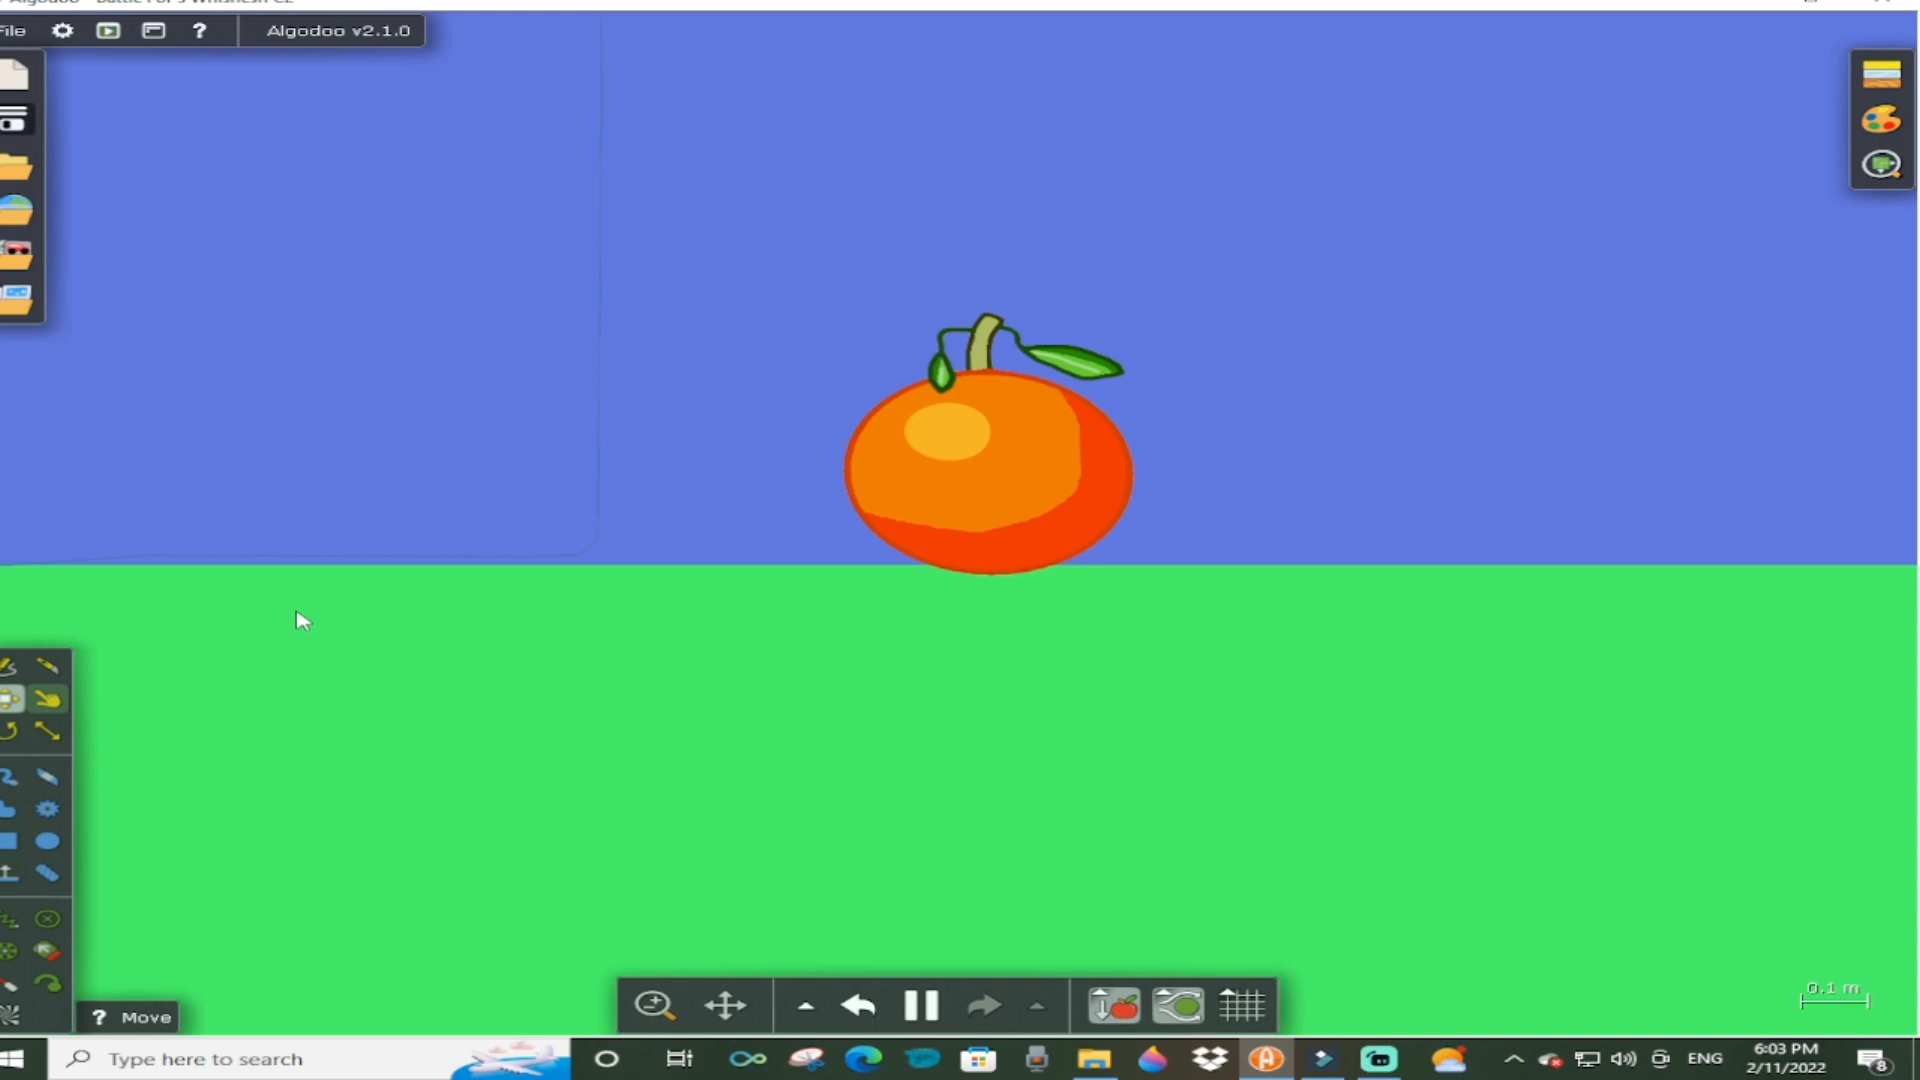 File
Algodoo v2.1.0
0.1 m
? Move
Type here to search
ENG
6:03 PM
2/11/2022
8